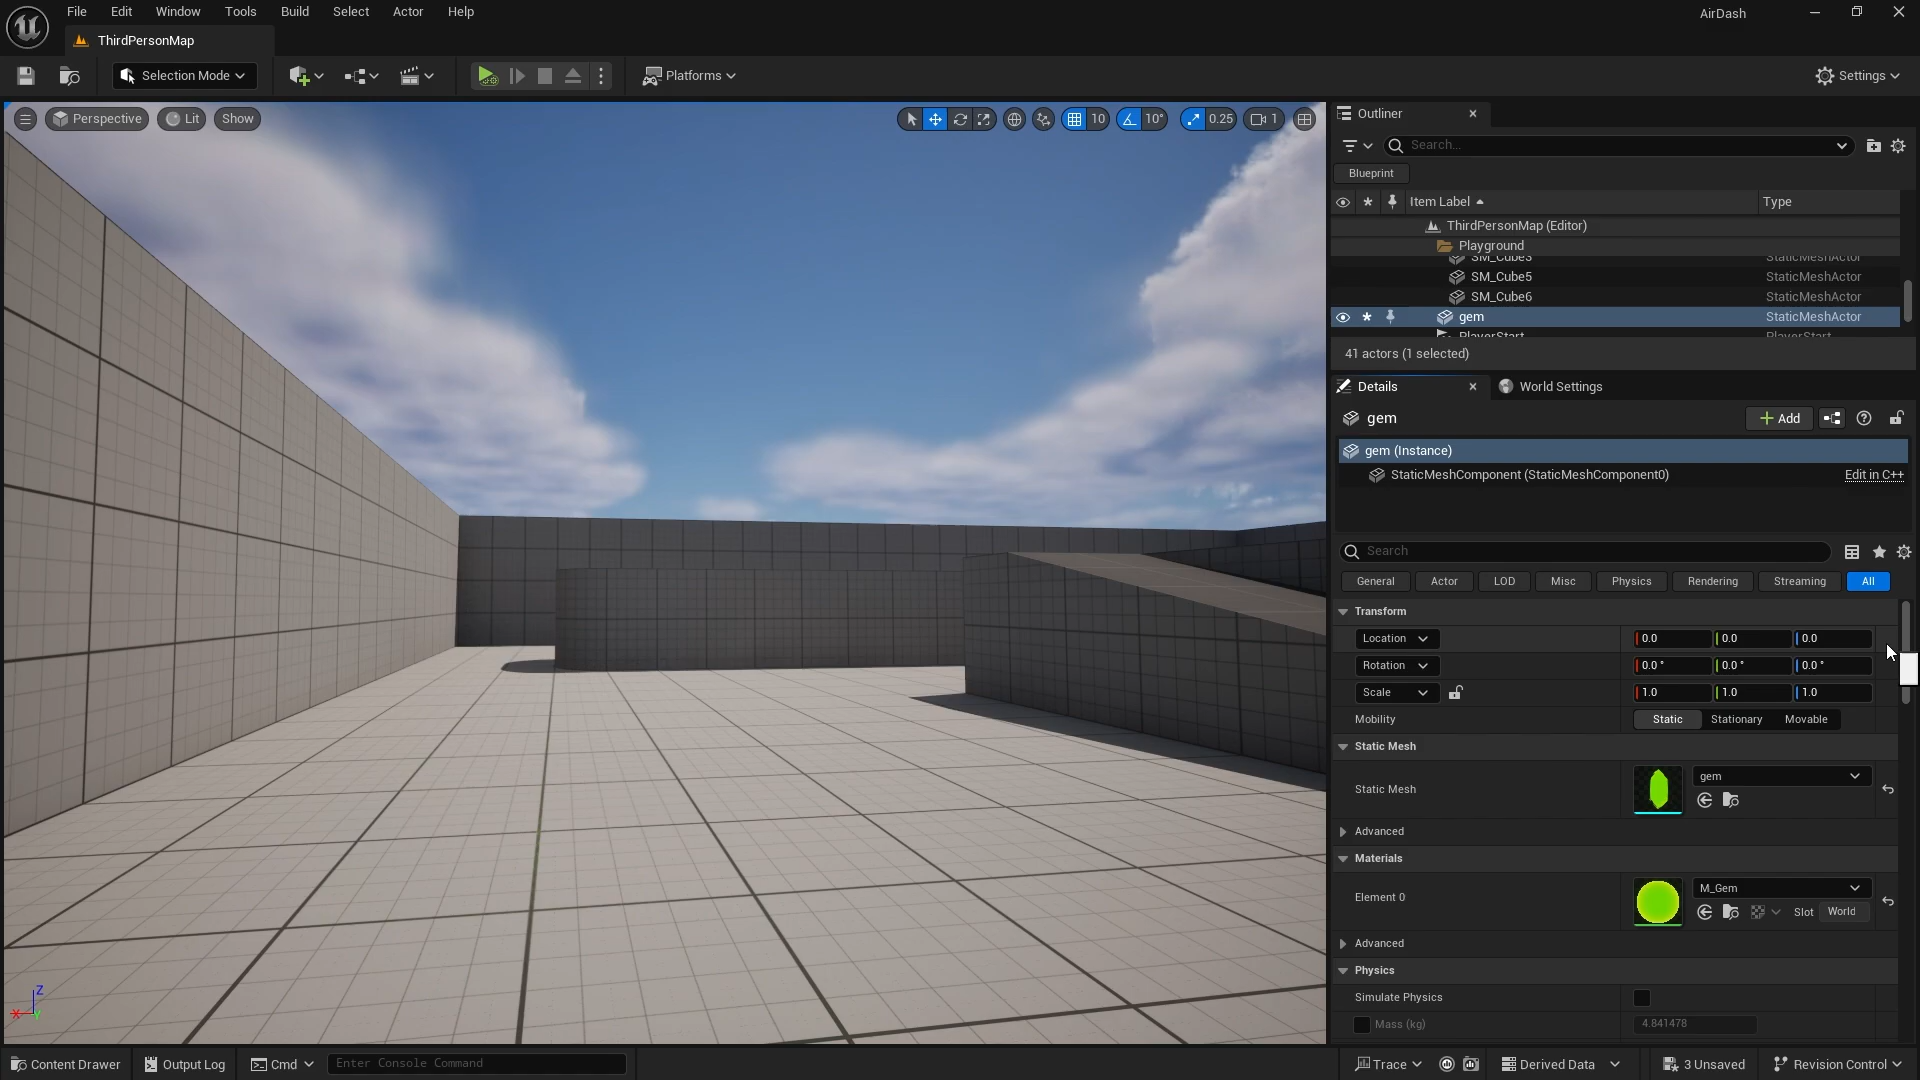 File Edit Window Tools Build Select Actor Help
AirDash
ThirdPersonMap
Selection Mode
Platforms
Settings
Perspective
Lit
Show
10
10°
0.25
1
Outliner
Search...
Blueprint
Item Label
Type
ThirdPersonMap (Editor)
Playground
SM_Cube3 StaticMeshActor
SM_Cube5 StaticMeshActor
SM_Cube6 StaticMeshActor
gem StaticMeshActor
PlayerStart PlayerStart
41 actors (1 selected)
Details
World Settings
gem
Add
gem (Instance)
StaticMeshComponent (StaticMeshComponent0) Edit in C++
Search
General Actor LOD Misc Physics Rendering Streaming All
Transform
Location 0.0 0.0 0.0
Rotation 0.0 ° 0.0 ° 0.0 °
Scale 1.0 1.0 1.0
Mobility Static Stationary Movable
Static Mesh
Static Mesh gem
Advanced
Materials
Element 0 M_Gem
Slot World
Advanced
Physics
Simulate Physics
Mass (kg) 4.841478
Z
X
Y
Content Drawer Output Log Cmd Enter Console Command Trace Derived Data 3 Unsaved Revision Control